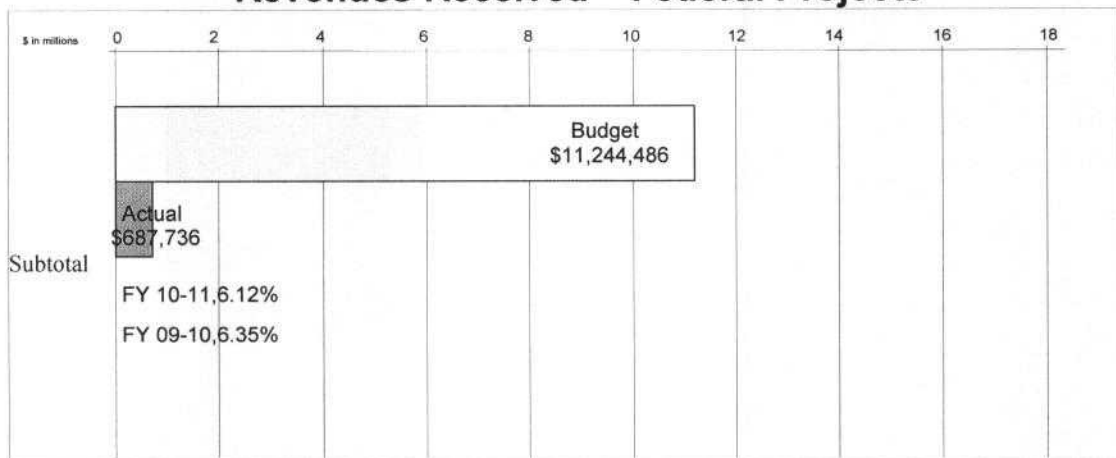 Revenues Received - Federal Projects
$ in millions 0 2 4 6 8 10 12 14 16 18
Budget
$11,244,486
Actual
$687,736
Subtotal
FY 10-11,6.12%
FY 09-10,6.35%